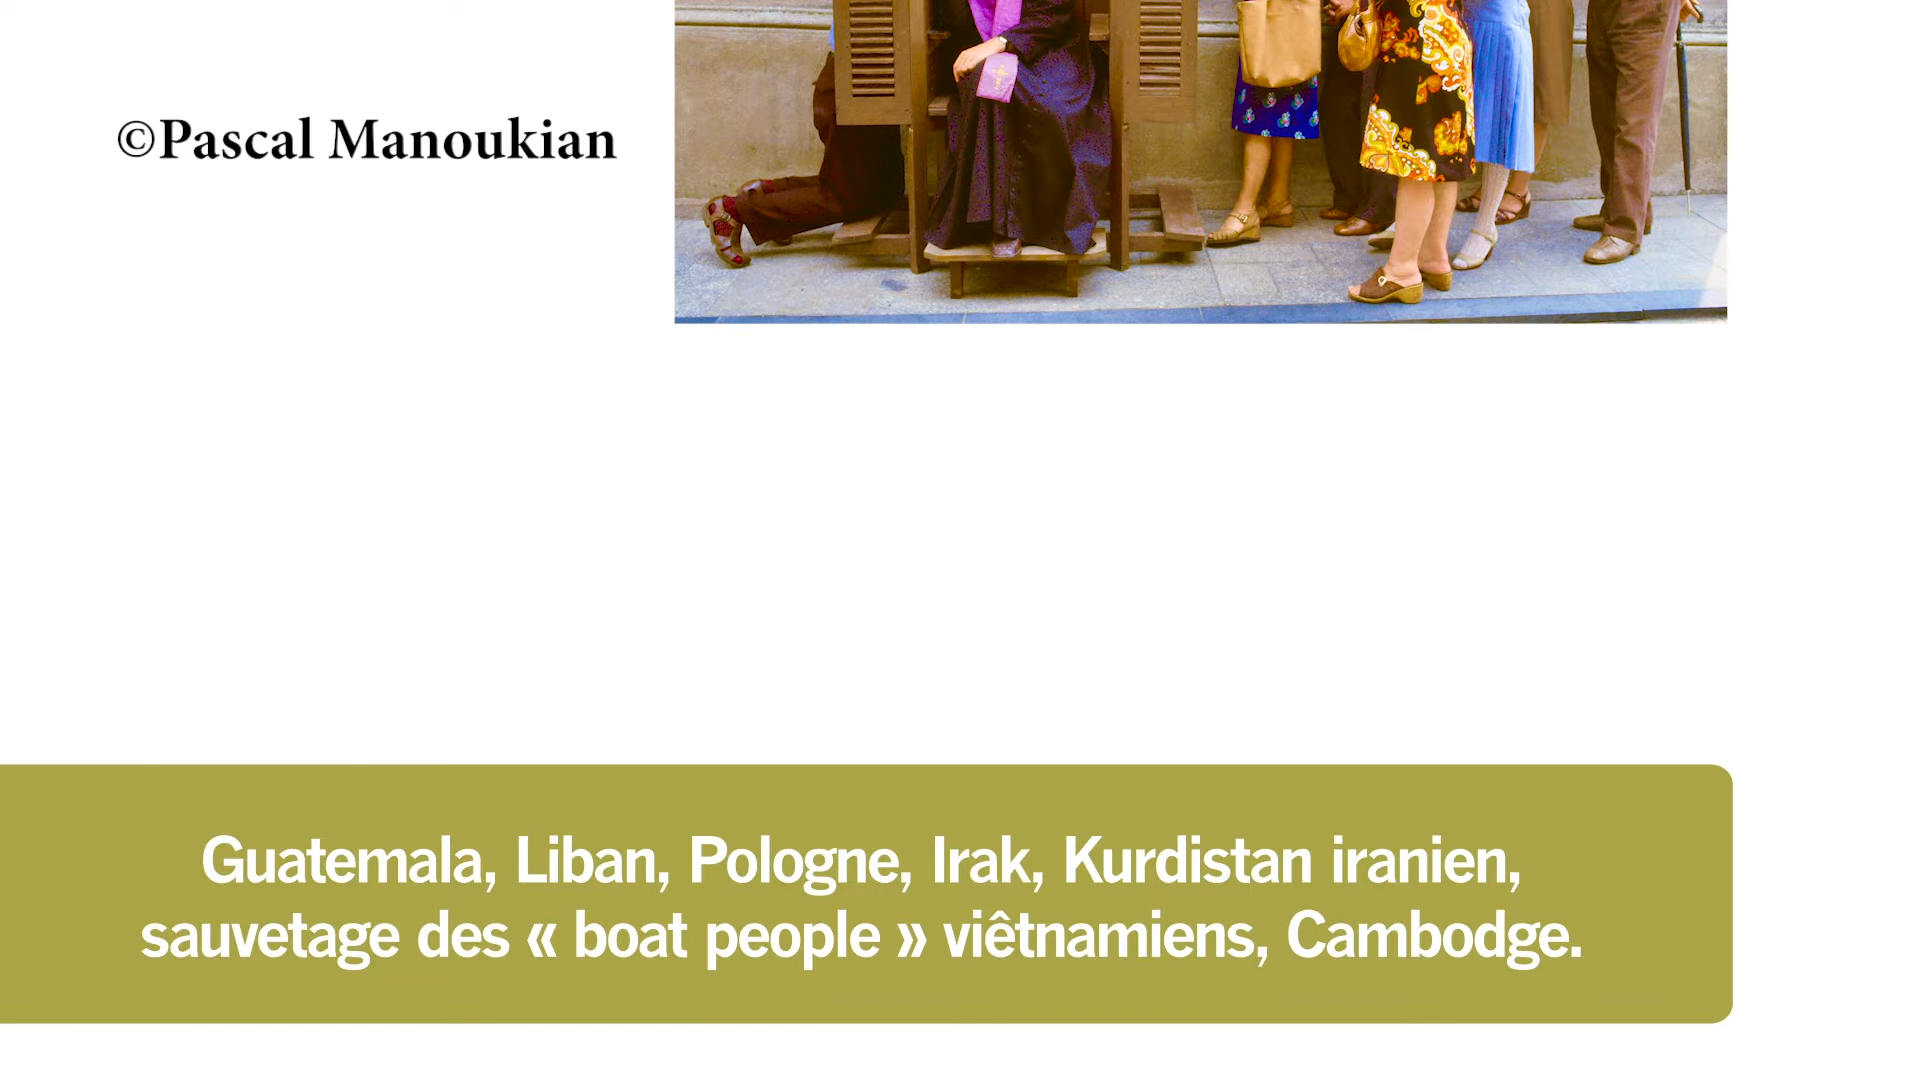 ©Pascal Manoukian
Guatemala, Liban, Pologne, Irak, Kurdistan iranien,
sauvetage des « boat people » viêtnamiens, Cambodge.